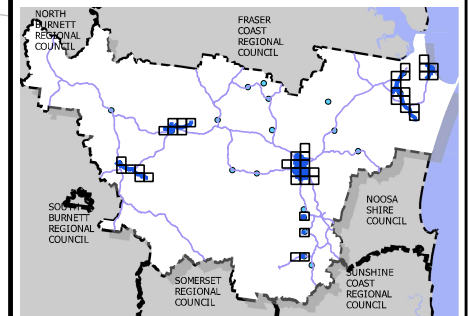 NORTH
BURNETT
REGIONAL
COUNCIL
FRASER
COAST
REGIONAL
COUNCIL
SOUTH
BURNETT
REGIONAL
COUNCIL
NOOSA
SHIRE
COUNCIL
SOMERSET
REGIONAL
COUNCIL
SUNSHINE
COAST
REGIONAL
COUNCIL